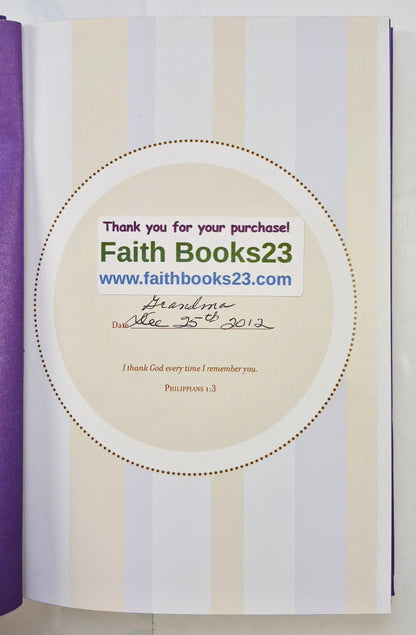 Thank you for your purchase!
Faith Books23
www.faithbooks23.com
Grandma
Date Dec 25th 2012
I thank God every time I remember you.
Philippians 1:3